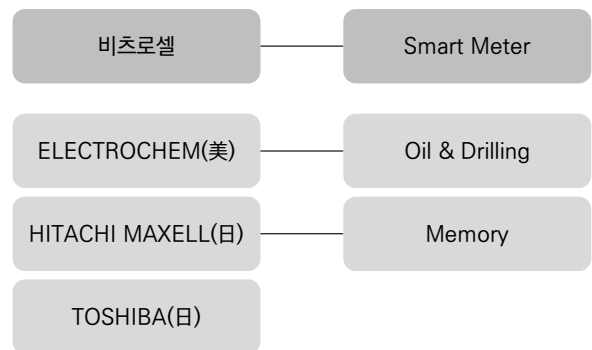 비츠로셀
Smart Meter
ELECTROCHEM(美)
Oil & Drilling
HITACHI MAXELL(日)
Memory
TOSHIBA(日)